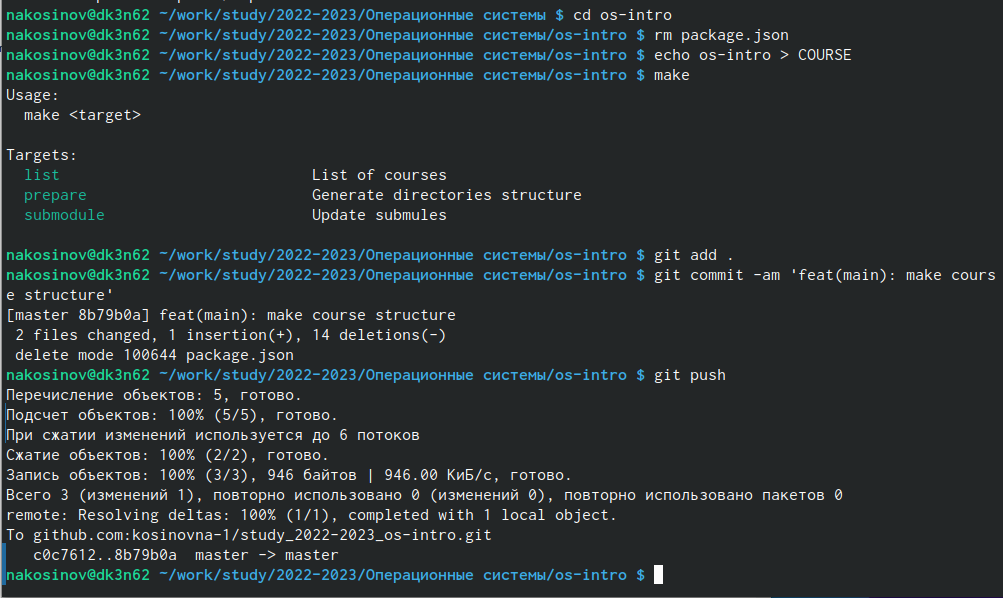 nakosinov@dk3n62 ~/work/study/2022-2023/Операционные системы $ cd os-intro
nakosinov@dk3n62 ~/work/study/2022-2023/Операционные системы/os-intro $ rm package.json
nakosinov@dk3n62 ~/work/study/2022-2023/Операционные системы/os-intro $ echo os-intro > COURSE
nakosinov@dk3n62 ~/work/study/2022-2023/Операционные системы/os-intro $ make
Usage:
  make <target>

Targets:
  list                            List of courses
  prepare                         Generate directories structure
  submodule                       Update submules

nakosinov@dk3n62 ~/work/study/2022-2023/Операционные системы/os-intro $ git add .
nakosinov@dk3n62 ~/work/study/2022-2023/Операционные системы/os-intro $ git commit -am 'feat(main): make cours
e structure'
[master 8b79b0a] feat(main): make course structure
 2 files changed, 1 insertion(+), 14 deletions(-)
 delete mode 100644 package.json
nakosinov@dk3n62 ~/work/study/2022-2023/Операционные системы/os-intro $ git push
Перечисление объектов: 5, готово.
Подсчет объектов: 100% (5/5), готово.
При сжатии изменений используется до 6 потоков
Сжатие объектов: 100% (2/2), готово.
Запись объектов: 100% (3/3), 946 байтов | 946.00 КиБ/с, готово.
Всего 3 (изменений 1), повторно использовано 0 (изменений 0), повторно использовано пакетов 0
remote: Resolving deltas: 100% (1/1), completed with 1 local object.
To github.com:kosinovna-1/study_2022-2023_os-intro.git
   c0c7612..8b79b0a  master -> master
nakosinov@dk3n62 ~/work/study/2022-2023/Операционные системы/os-intro $